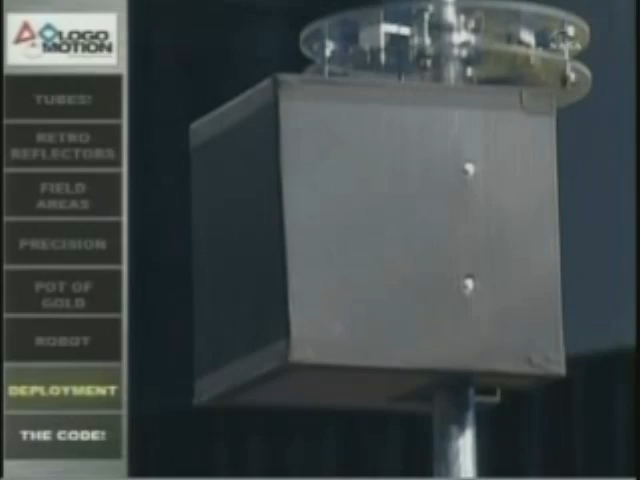 LOGO
MOTION
TUBES!
RETRO
REFLECTORS
FIELD
AREAS
PRECISION
POT OF
GOLD
ROBOT
DEPLOYMENT
THE CODE!